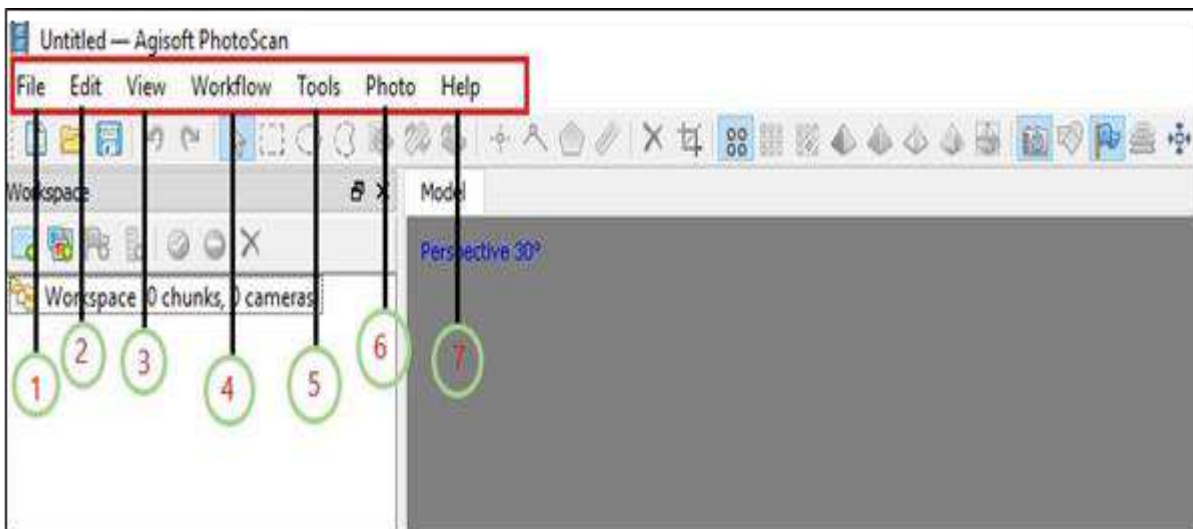 Untitled — Agisoft PhotoScan
File Edit View Workflow Tools Photo Help
Workspace
Model
Perspective 30°
Workspace (0 chunks, 0 cameras)
1
2
3
4
5
6
7